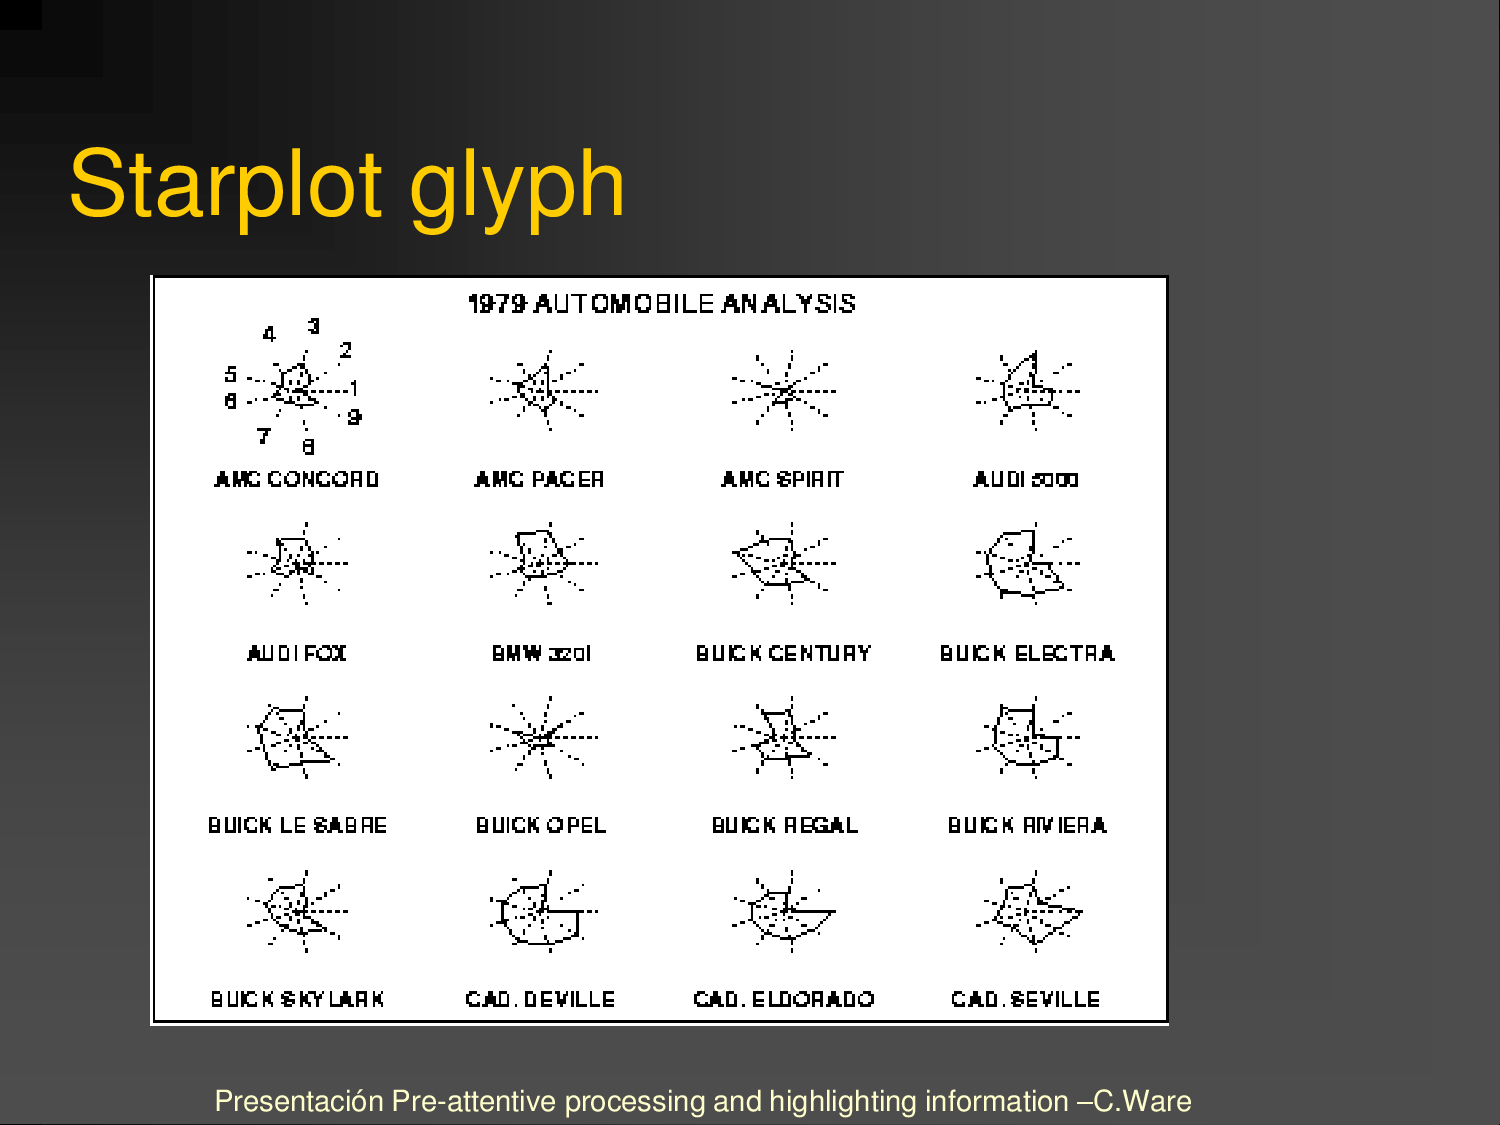 Starplot glyph
1979 AUTOMOBILE ANALYSIS
4 3
2
5
1
6
9
7
8
AMC CONCORD AMC PACER AMC SPIRIT AUDI 5000
AUDI FOX BMW 320I BUICK CENTURY BUICK ELECTRA
BUICK LE SABRE BUICK OPEL BUICK REGAL BUICK RIVIERA
BUICK SKYLARK CAD. DEVILLE CAD. ELDORADO CAD. SEVILLE
Presentación Pre-attentive processing and highlighting information –C.Ware